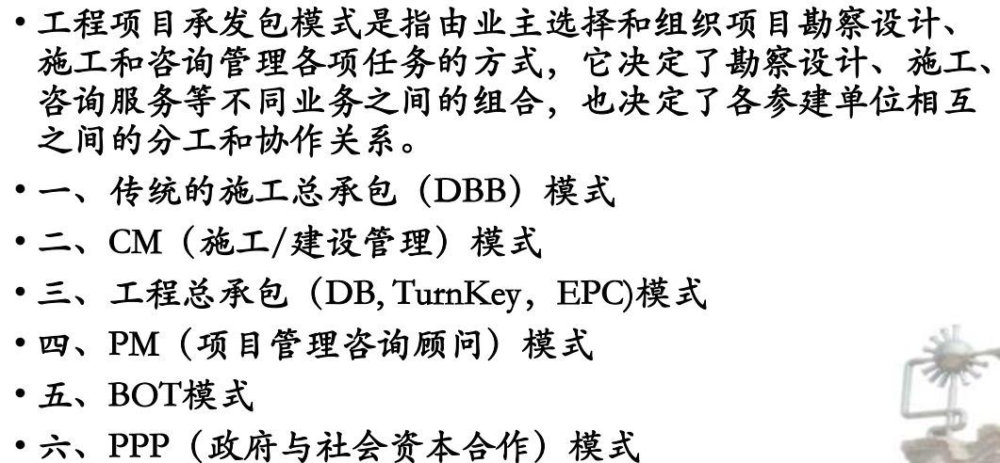 • 工程项目承发包模式是指由业主选择和组织项目勘察设计、
施工和咨询管理各项任务的方式，它决定了勘察设计、施工、
咨询服务等不同业务之间的组合，也决定了各参建单位相互
之间的分工和协作关系。
• 一、传统的施工总承包（DBB）模式
• 二、CM（施工/建设管理）模式
• 三、工程总承包（DB, TurnKey，EPC)模式
• 四、PM（项目管理咨询顾问）模式
• 五、BOT模式
• 六、PPP（政府与社会资本合作）模式